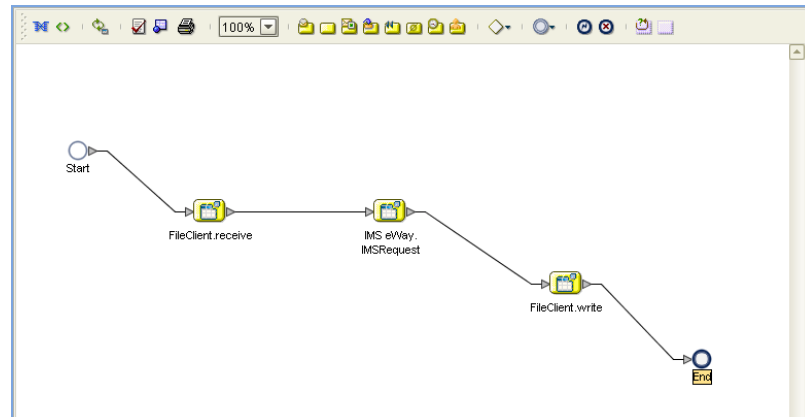 100%
Start
FileClient.receive
IMS eWay.
IMSRequest
FileClient.write
End